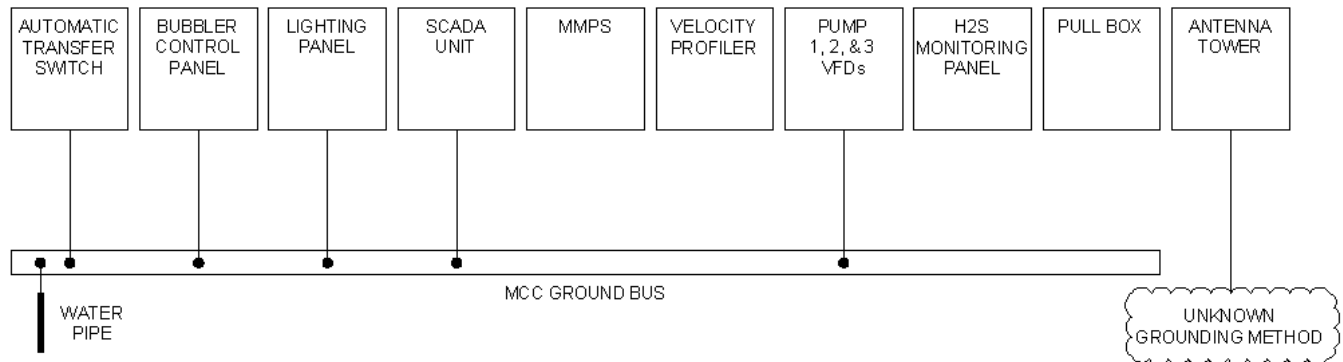 AUTOMATIC
TRANSFER
SWITCH
BUBBLER
CONTROL
PANEL
LIGHTING
PANEL
SCADA
UNIT
MMPS
VELOCITY
PROFILER
PUMP
1, 2, & 3
VFDs
H2S
MONITORING
PANEL
PULL BOX
ANTENNA
TOWER
MCC GROUND BUS
WATER
PIPE
UNKNOWN
GROUNDING METHOD